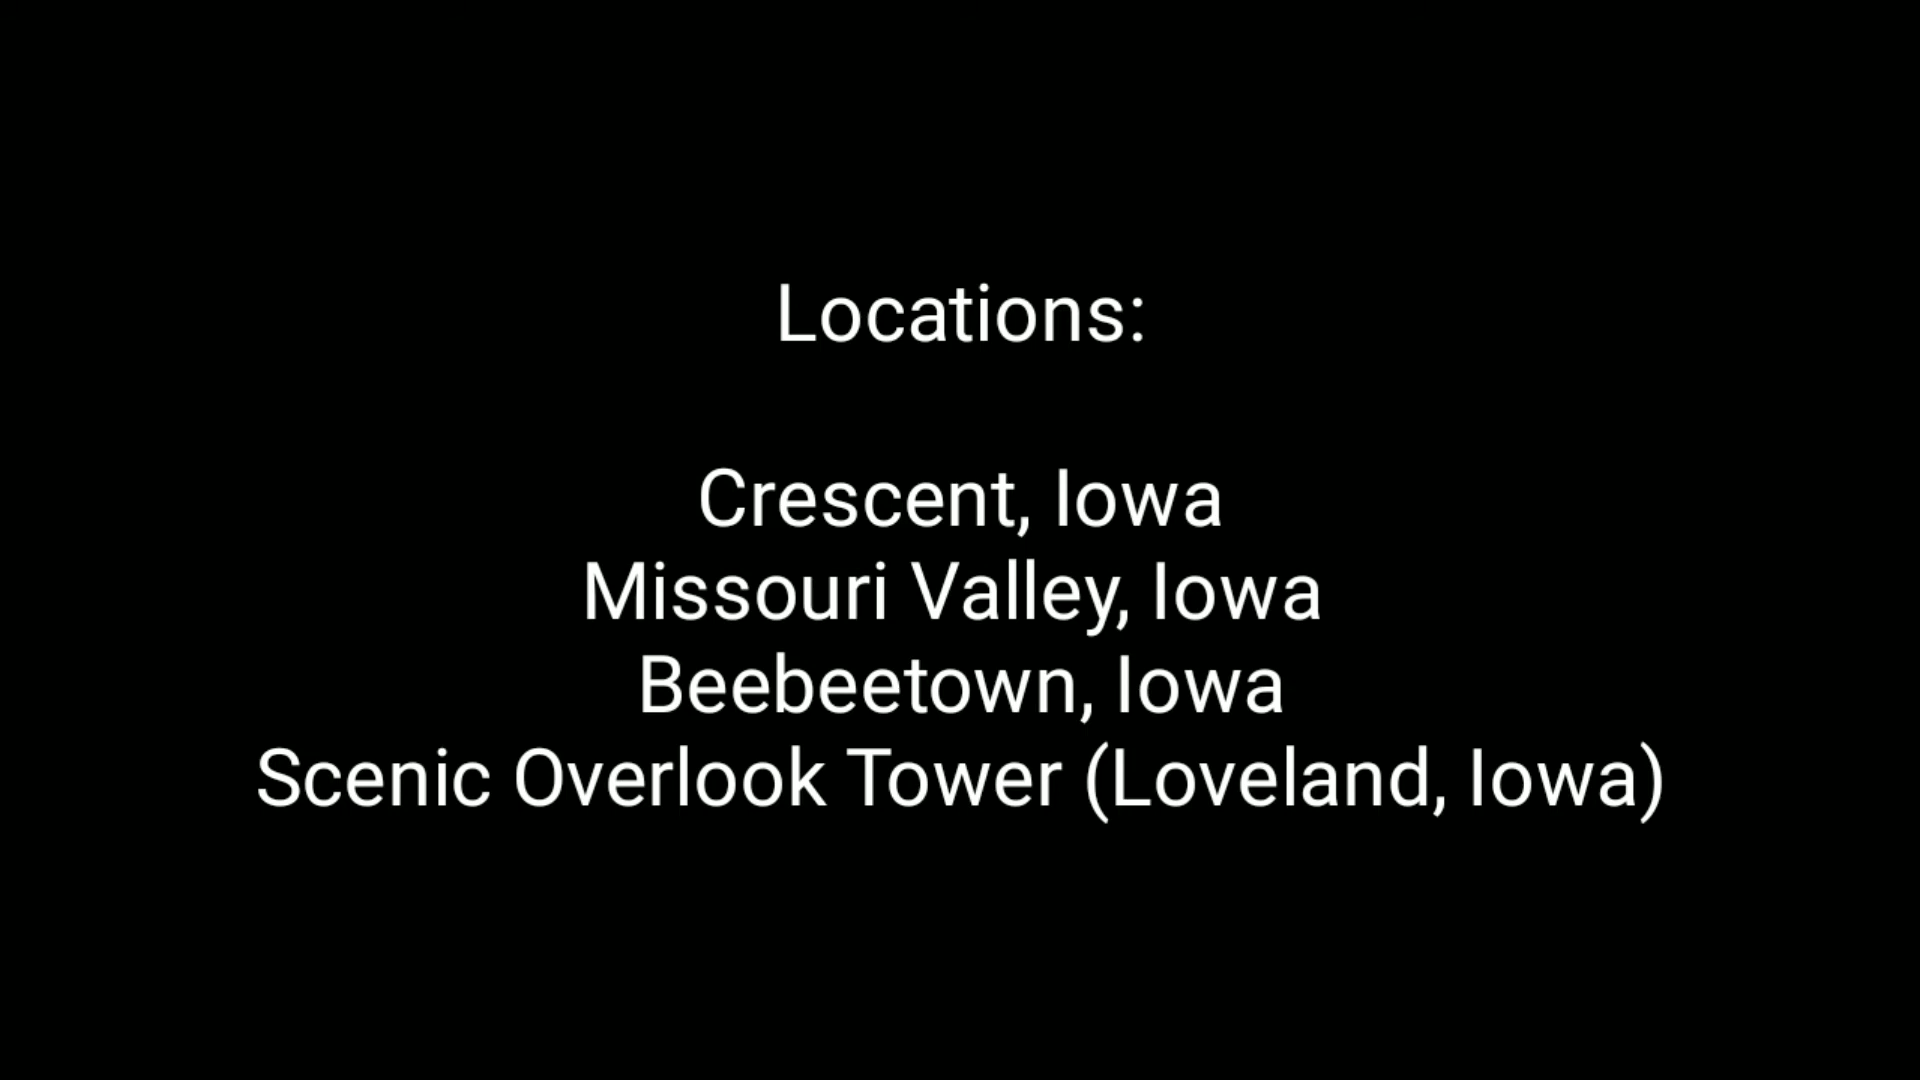 Locations:
Crescent, Iowa
Missouri Valley, Iowa
Beebeetown, Iowa
Scenic Overlook Tower (Loveland, Iowa)